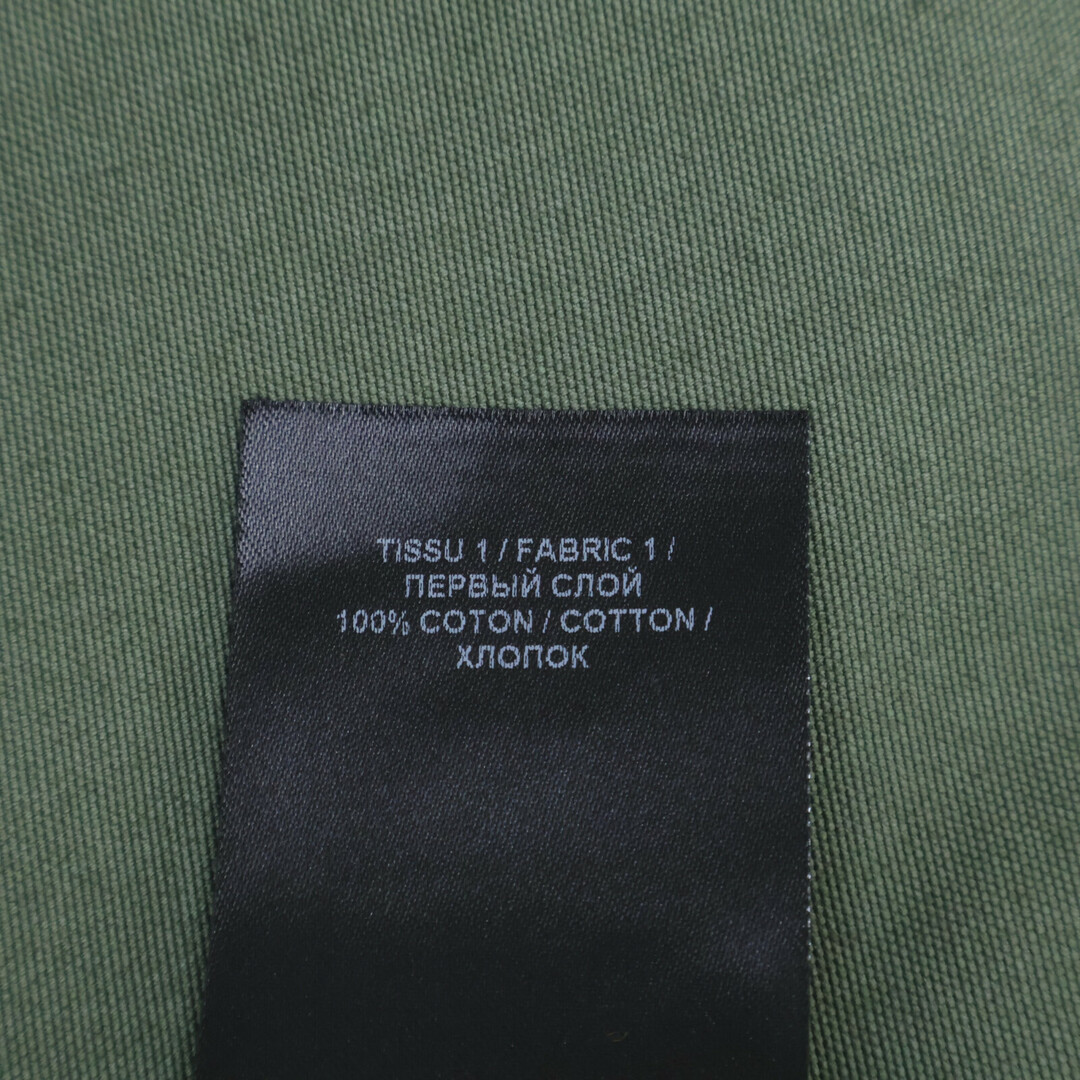 TISSU 1 / FABRIC 1 /
ПЕРВЫЙ СЛОЙ
100% COTON / COTTON /
ХЛОПОК